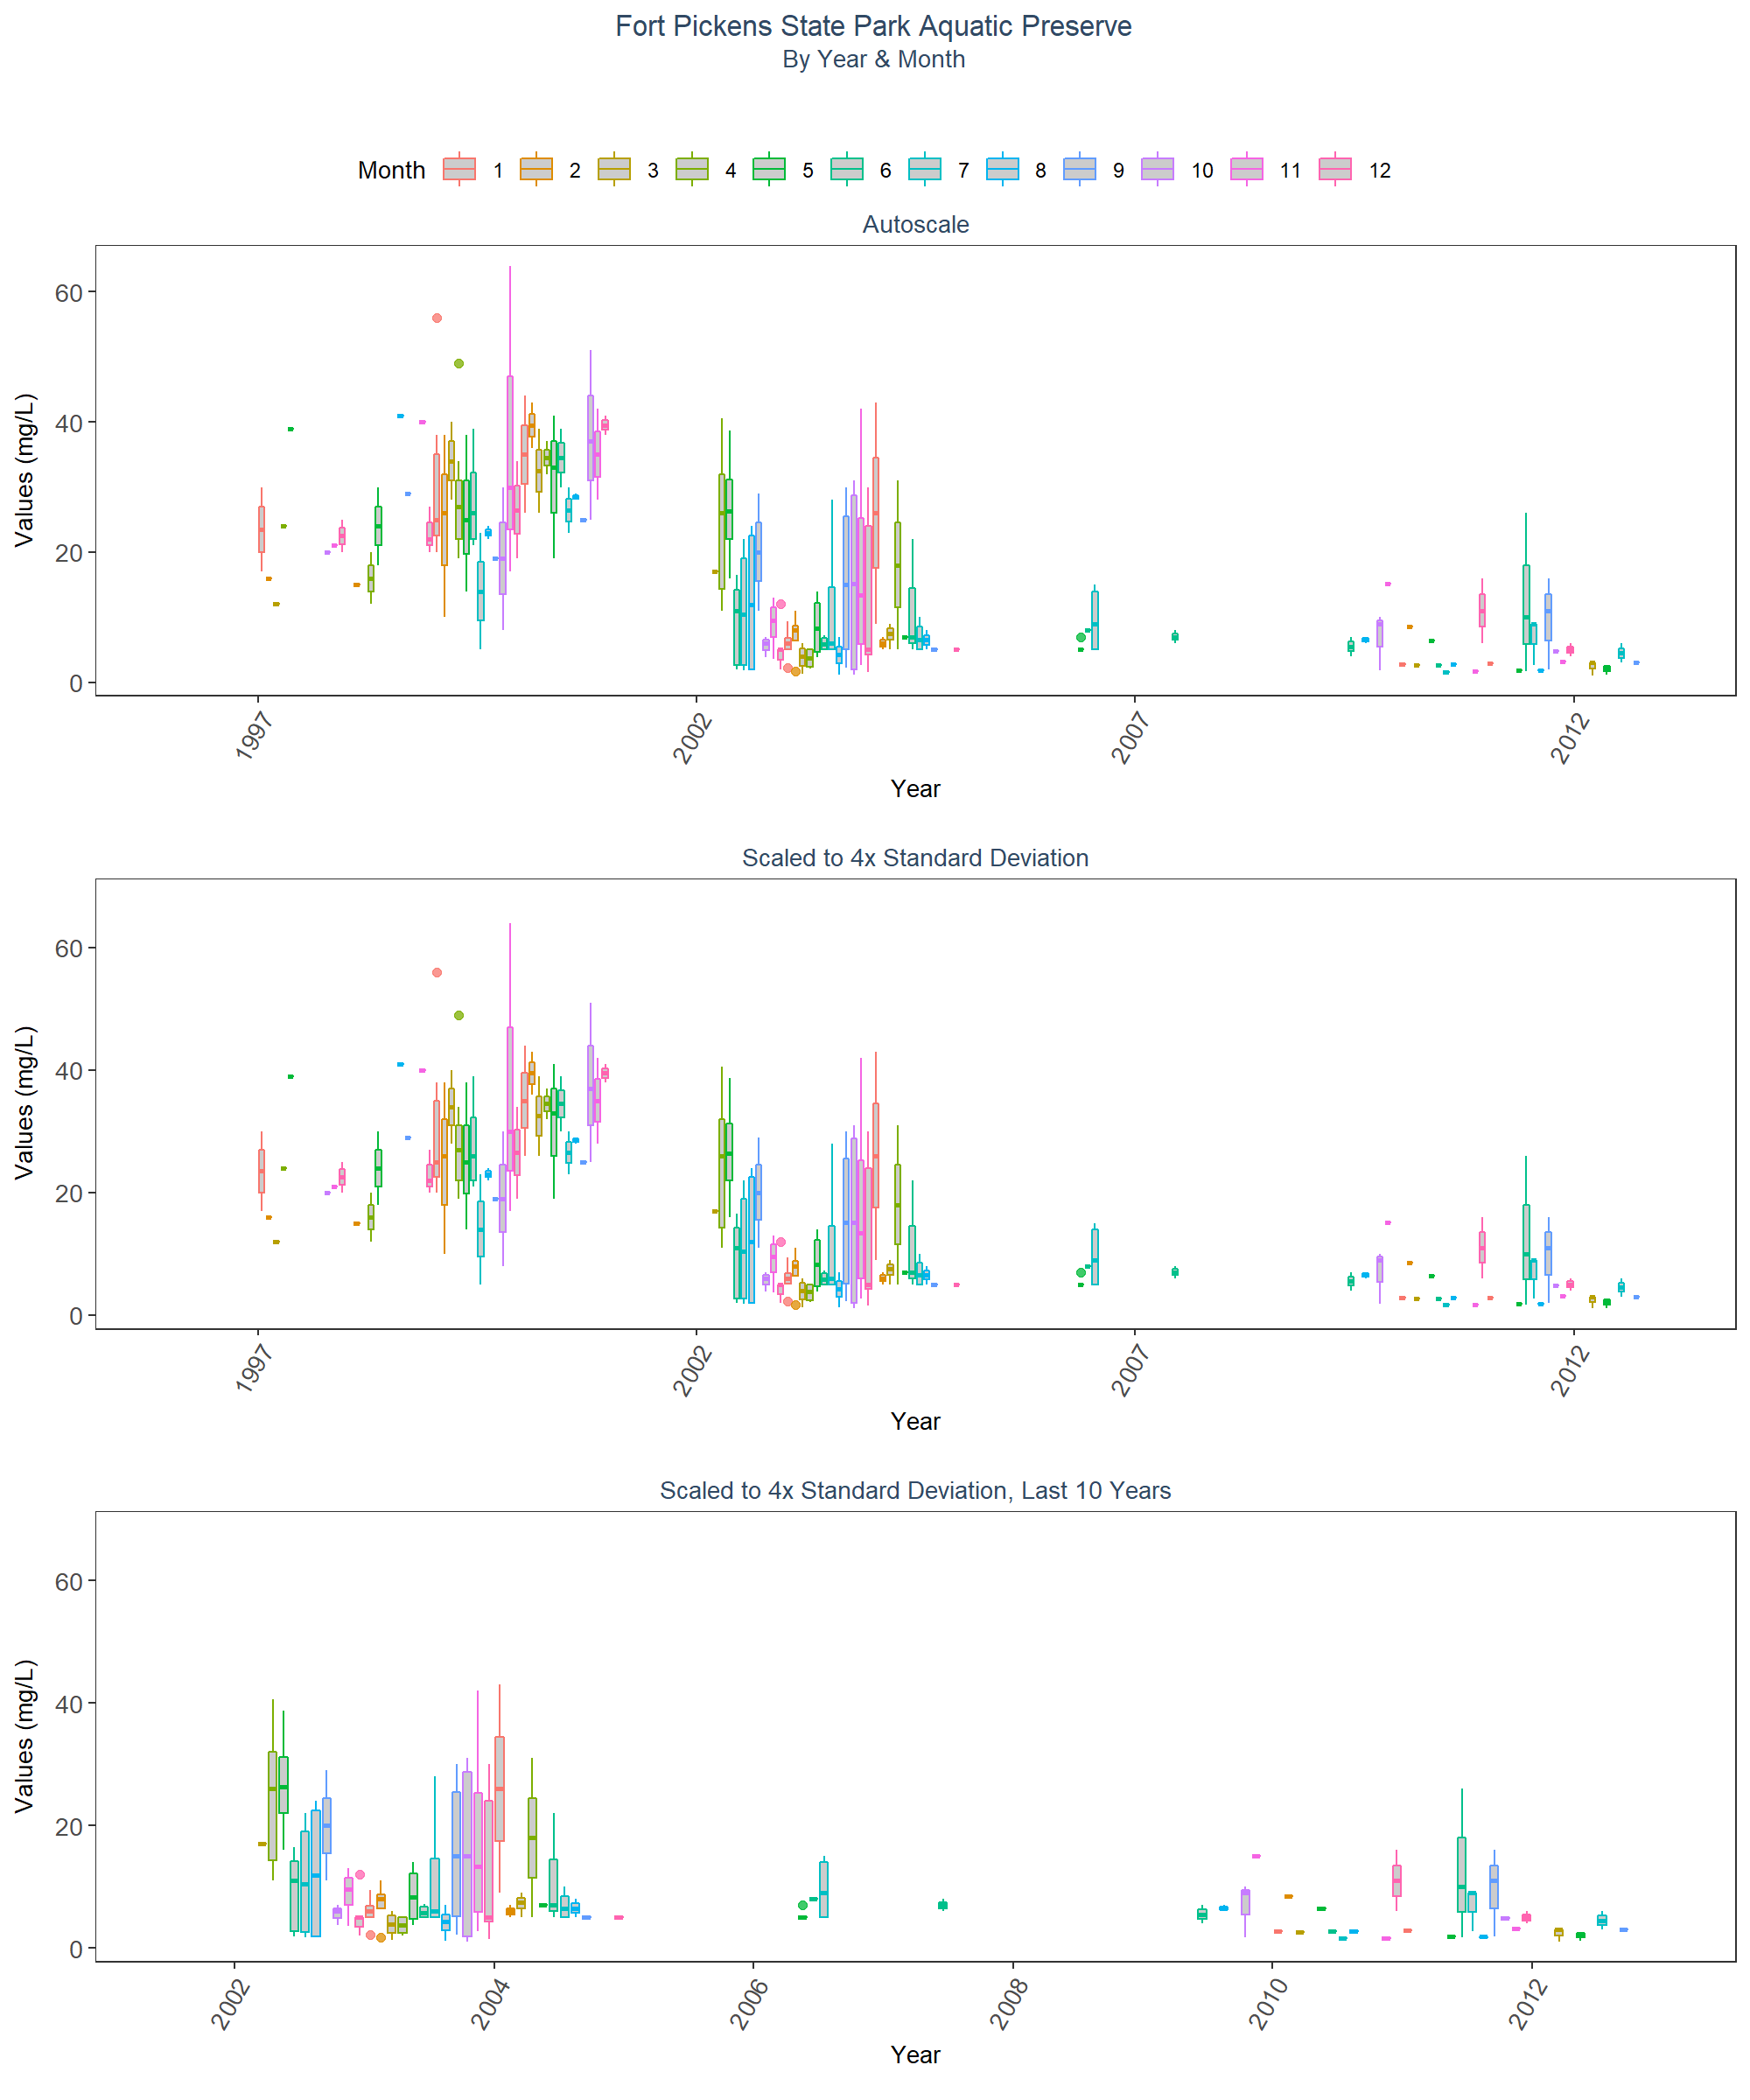 Fort Pickens State Park Aquatic Preserve
By Year & Month
Month 1 2 3 4 5 6 7 8 9 10 11 12
Autoscale
Values (mg/L)
60
40
20
0
1997 2002 2007 2012
Year
Scaled to 4x Standard Deviation
Values (mg/L)
60
40
20
0
1997 2002 2007 2012
Year
Scaled to 4x Standard Deviation, Last 10 Years
Values (mg/L)
60
40
20
0
2002 2004 2006 2008 2010 2012
Year